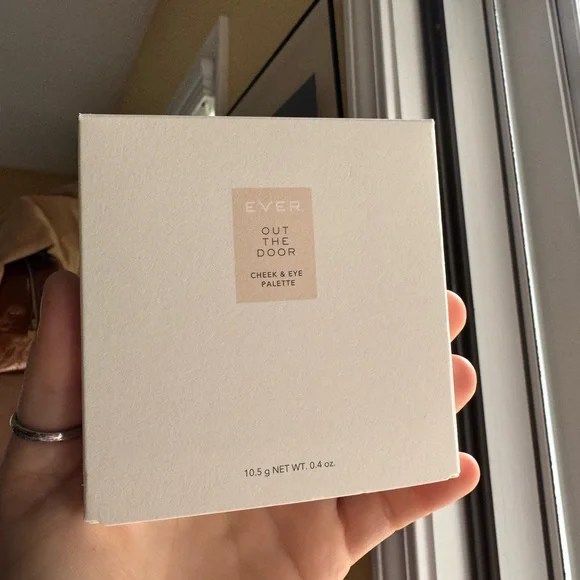 EVER.
OUT
THE
DOOR
CHEEK & EYE
PALETTE
10.5 g NET WT. 0.4 oz.